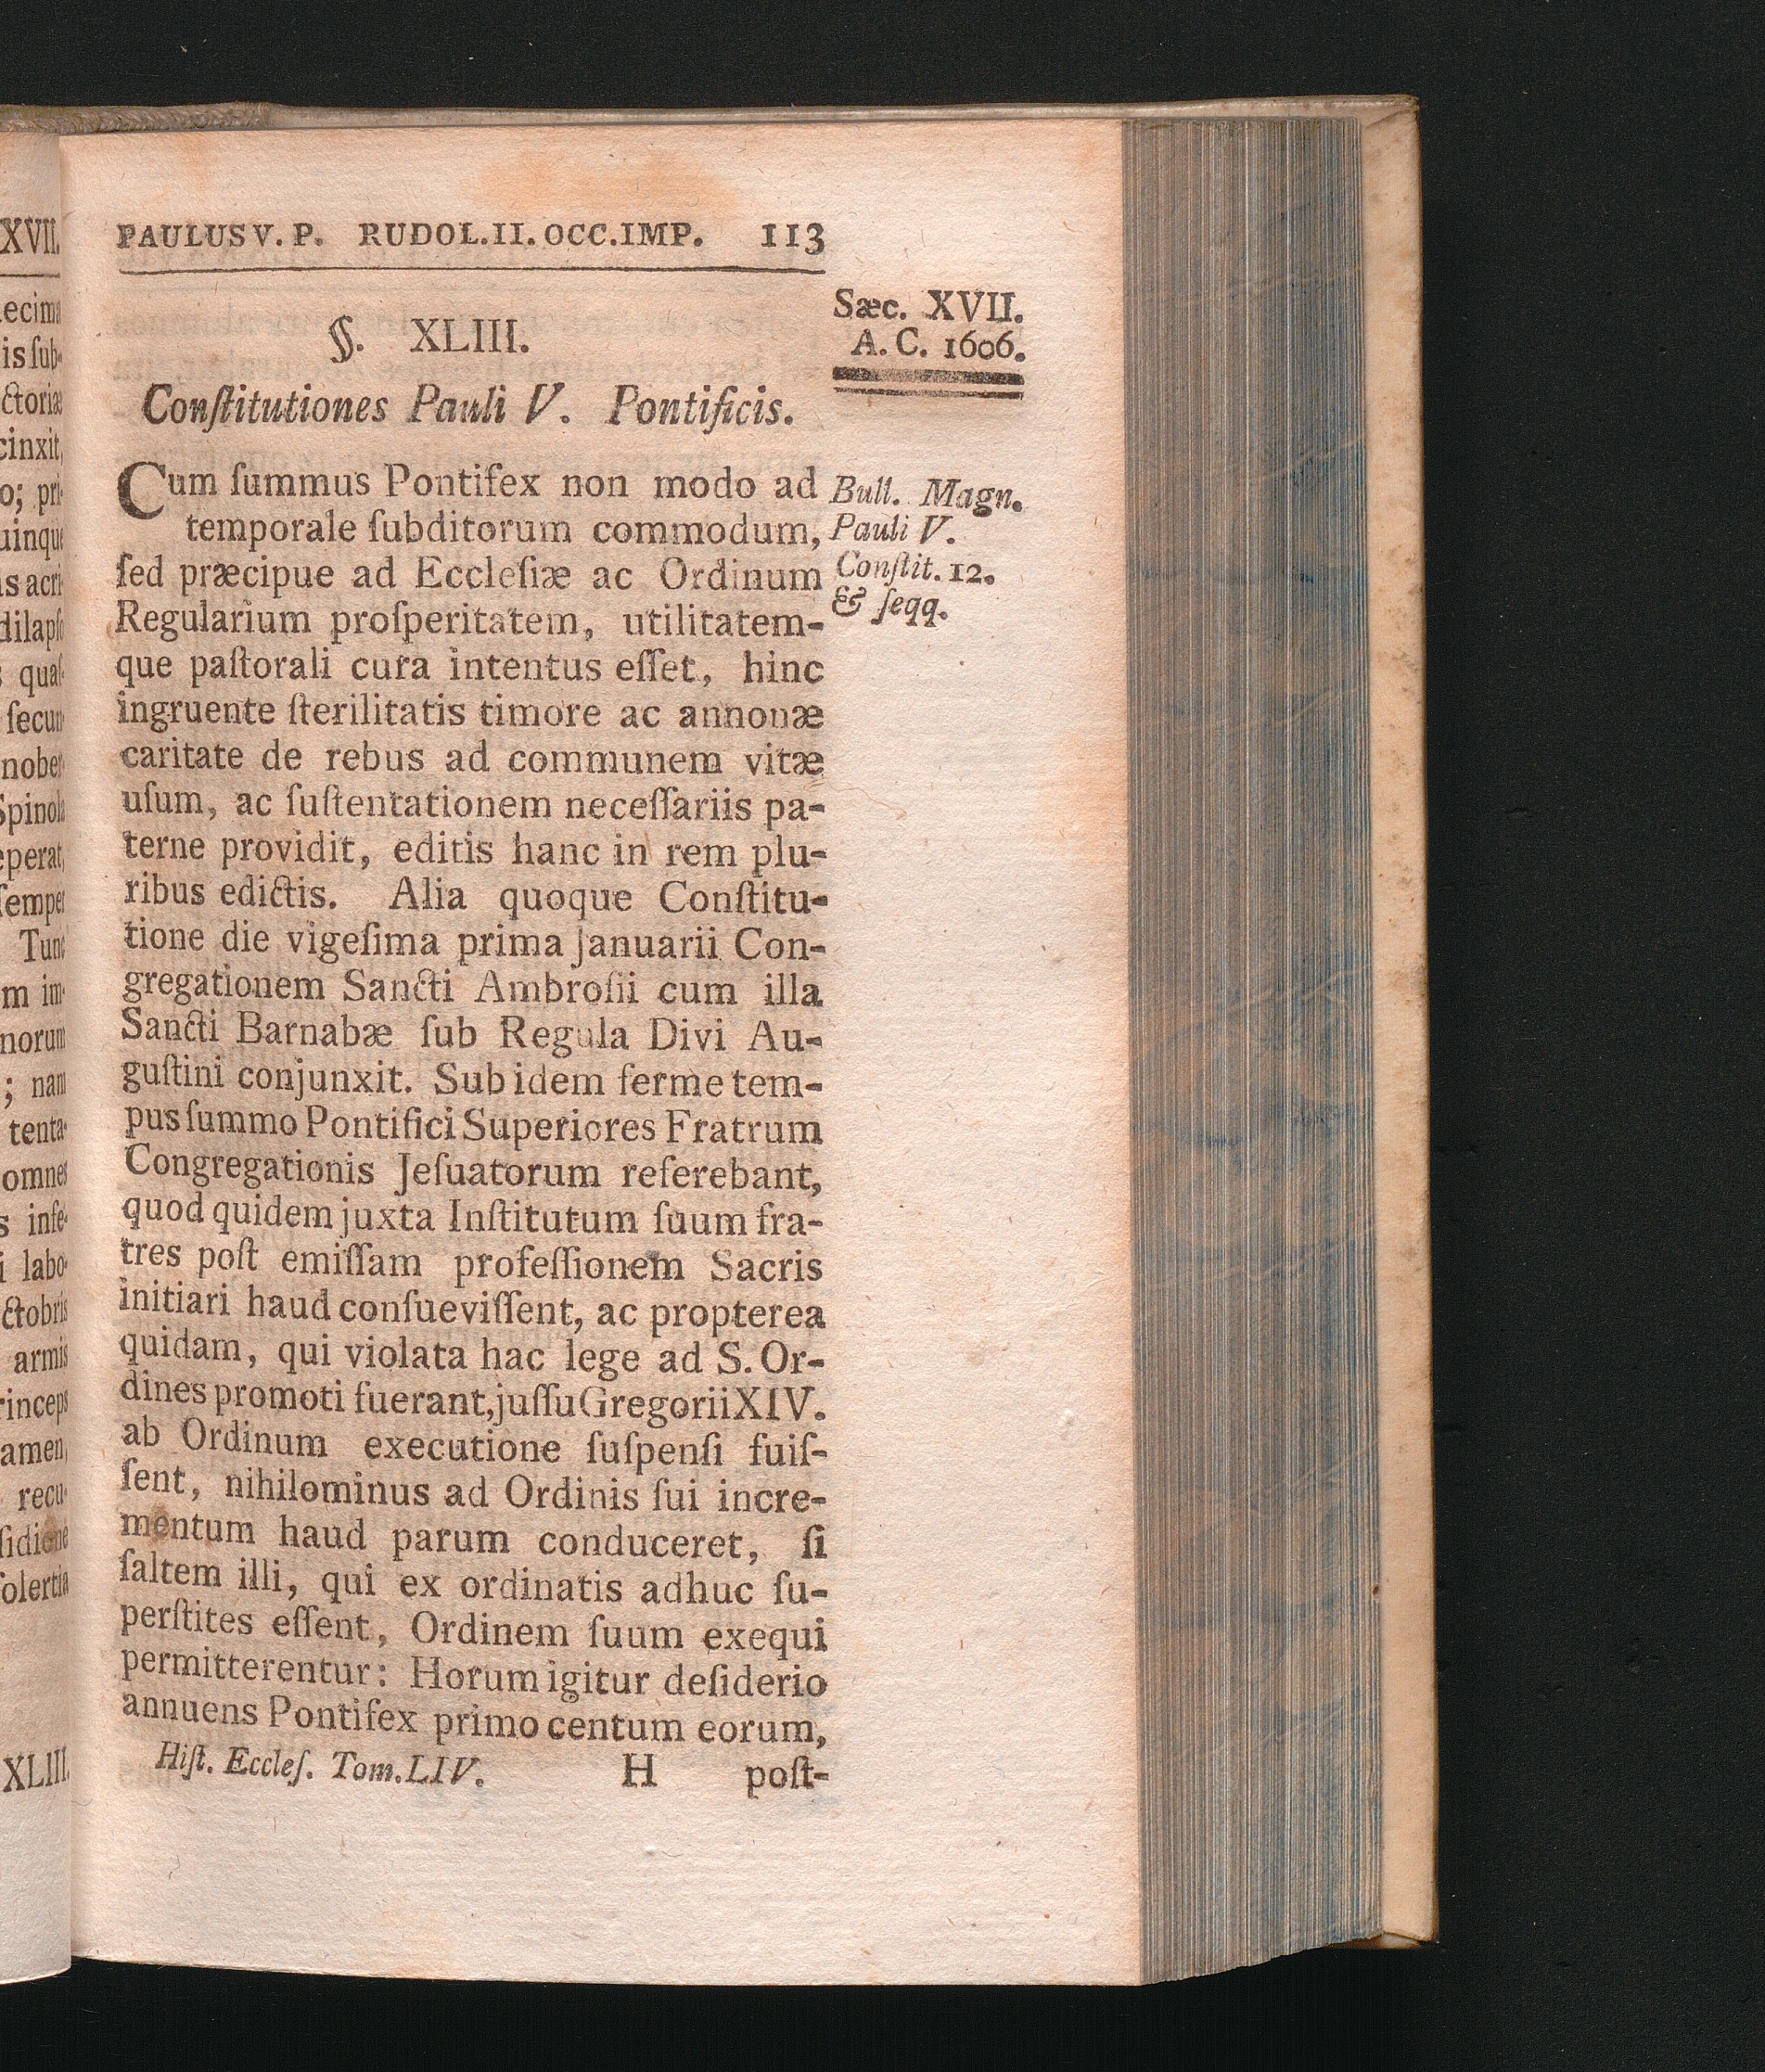 PAULUS V. P. RUDOL. II. OCC. IMP. 113
Sæc. XVII.
A. C. 1606.
§. XLIII.
Conſtitutiones Pauli V. Pontificis.
Cum ſummus Pontifex non modo ad
temporale ſubditorum commodum,
ſed præcipue ad Eccleſiæ ac Ordinum
Regularium proſperitatem, utilitatem-
que paſtorali cura intentus eſſet, hinc
ingruente ſterilitatis timore ac annonæ
caritate de rebus ad communem vitæ
uſum, ac ſuſtentationem neceſſariis pa-
terne providit, editis hanc in rem plu-
ribus edictis. Alia quoque Conſtitu-
tione die vigeſima prima Januarii Con-
gregationem Sancti Ambroſii cum illa
Sancti Barnabæ ſub Regula Divi Au-
guſtini conjunxit. Sub idem ferme tem-
pus ſummo Pontifici Superiores Fratrum
Congregationis Jeſuatorum referebant,
quod quidem juxta Inſtitutum ſuum fra-
tres poſt emiſſam profeſſionem Sacris
initiari haud conſueviſſent, ac propterea
quidam, qui violata hac lege ad S. Or-
dines promoti fuerant, juſſu Gregorii XIV.
ab Ordinum executione ſuſpenſi fuiſ-
ſent, nihilominus ad Ordinis ſui incre-
mentum haud parum conduceret, ſi
ſaltem illi, qui ex ordinatis adhuc ſu-
perſtites eſſent, Ordinem ſuum exequi
permitterentur: Horum igitur deſiderio
annuens Pontifex primo centum eorum,
Hiſt. Eccleſ. Tom. LIV. H poſt-
Bull. Magn.
Pauli V.
Conſtit. 12.
& ſeqq.
XVII.
XLIII.